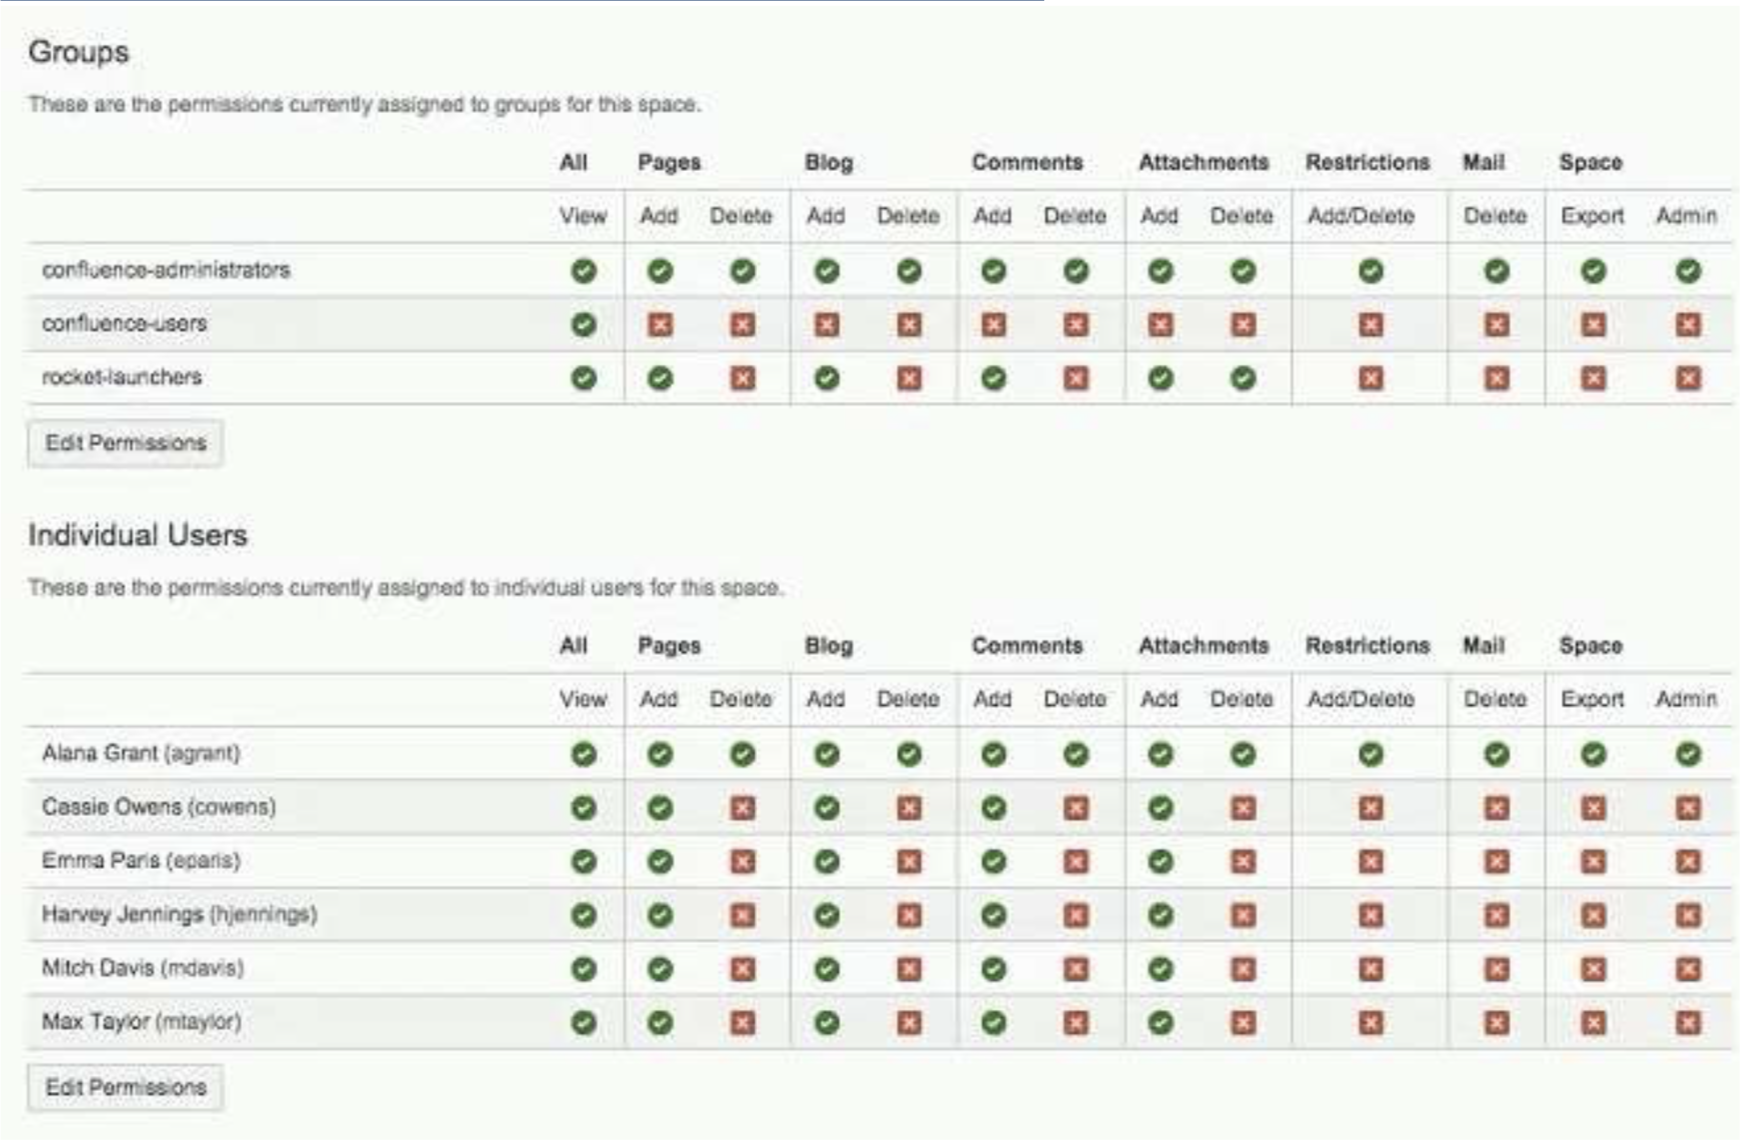 Groups
These are the permissions currently assigned to groups for this space.
All Pages Blog Comments Attachments Restrictions Mail Space
View Add Delete Add Delete Add Delete Add Delete Add/Delete Delete Export Admin
confluence-administrators
confluence-users
rocket-launchers
Edit Permissions
Individual Users
These are the permissions currently assigned to individual users for this space.
All Pages Blog Comments Attachments Restrictions Mail Space
View Add Delete Add Delete Add Delete Add Delete Add/Delete Delete Export Admin
Alana Grant (agrant)
Cassie Owens (cowens)
Emma Paris (eparis)
Harvey Jennings (hjennings)
Mitch Davis (mdavis)
Max Taylor (mtaylor)
Edit Permissions